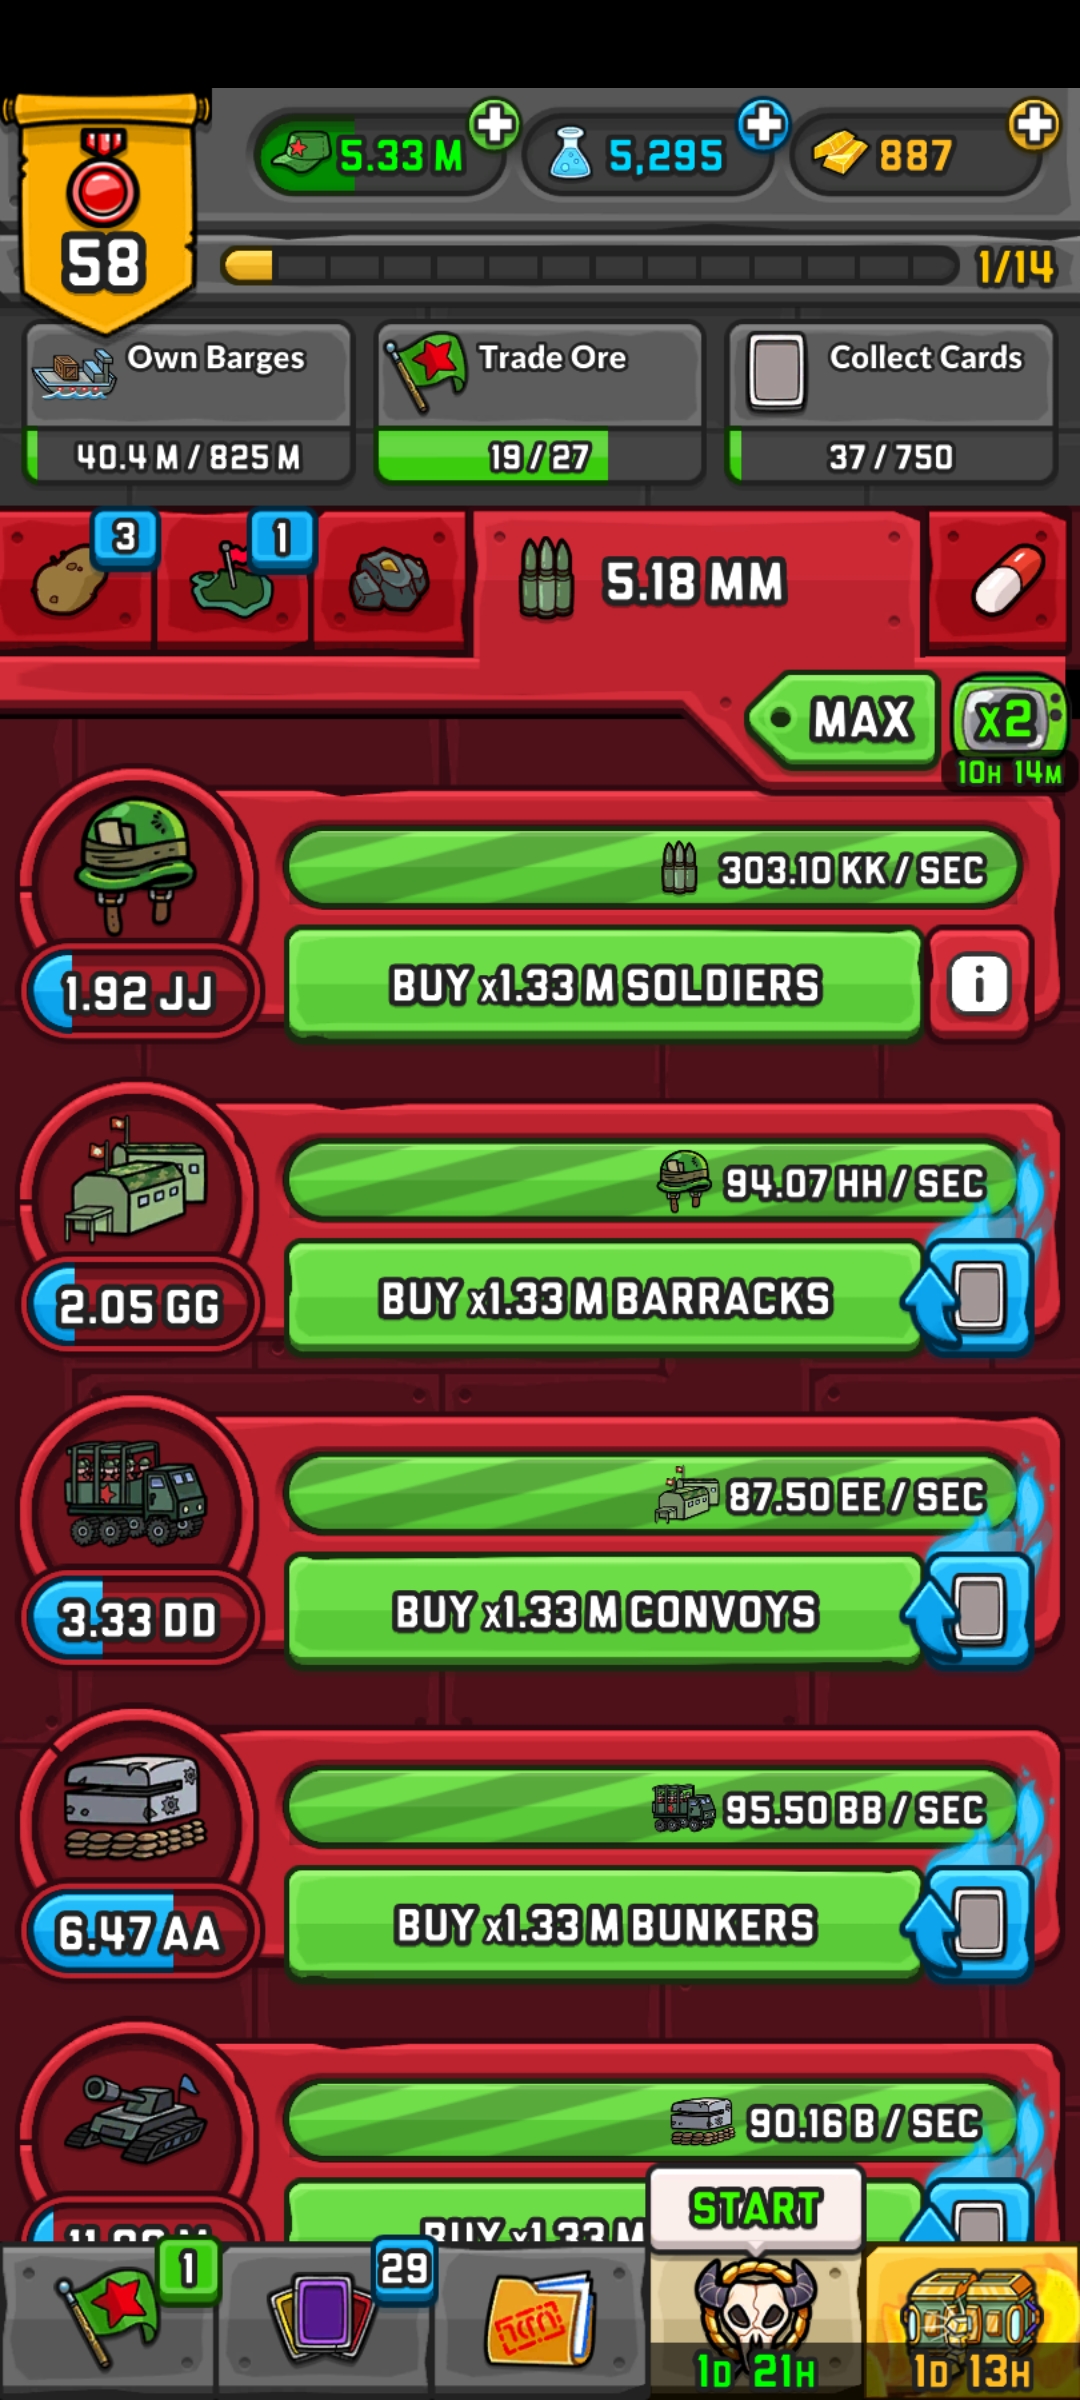 58
5.33 M
5,295
887
1/14
Own Barges
40.4 M / 825 M
Trade Ore
19 / 27
Collect Cards
37 / 750
3
1
5.18 MM
MAX
x2
10H 14M
303.10 KK / SEC
1.92 JJ
BUY x1.33 M SOLDIERS
i
94.07 HH / SEC
2.05 GG
BUY x1.33 M BARRACKS
87.50 EE / SEC
3.33 DD
BUY x1.33 M CONVOYS
95.50 BB / SEC
6.47 AA
BUY x1.33 M BUNKERS
90.16 B / SEC
BUY x1.33 M
START
1
29
1D 21H
1D 13H